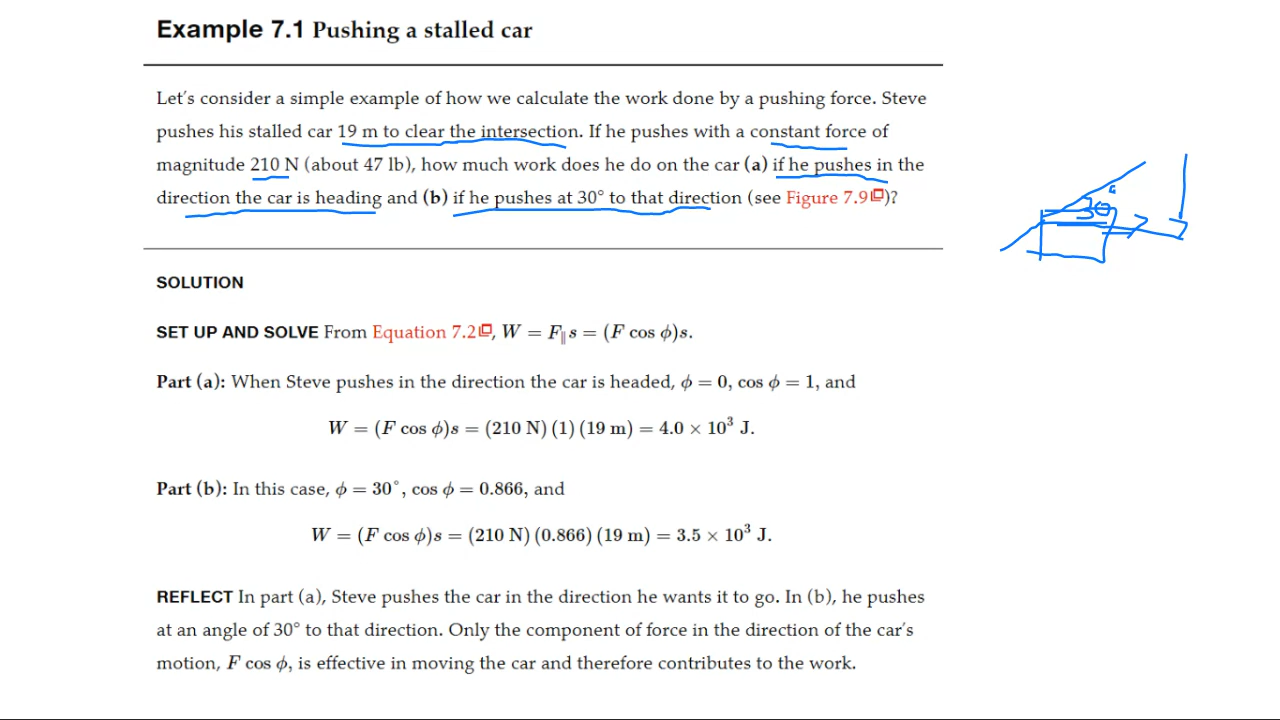 Example 7.1 Pushing a stalled car
Let's consider a simple example of how we calculate the work done by a pushing force. Steve
pushes his stalled car 19 m to clear the intersection. If he pushes with a constant force of
magnitude 210 N (about 47 lb), how much work does he do on the car (a) if he pushes in the
direction the car is heading and (b) if he pushes at 30° to that direction (see Figure 7.9)?
30
SOLUTION
SET UP AND SOLVE From Equation 7.2, W = F∥s = (F cos ϕ)s.
Part (a): When Steve pushes in the direction the car is headed, ϕ = 0, cos ϕ = 1, and
W = (F cos ϕ)s = (210 N) (1) (19 m) = 4.0 × 10³ J.
Part (b): In this case, ϕ = 30°, cos ϕ = 0.866, and
W = (F cos ϕ)s = (210 N) (0.866) (19 m) = 3.5 × 10³ J.
REFLECT In part (a), Steve pushes the car in the direction he wants it to go. In (b), he pushes
at an angle of 30° to that direction. Only the component of force in the direction of the car's
motion, F cos ϕ, is effective in moving the car and therefore contributes to the work.